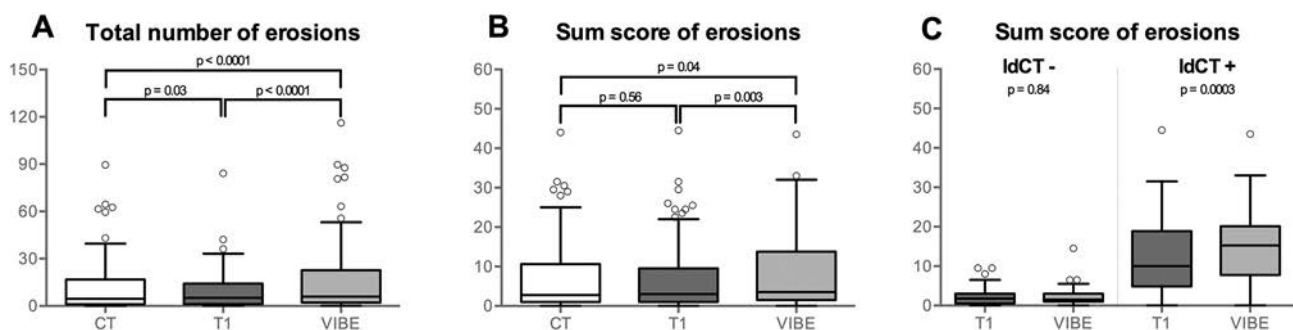 A Total number of erosions
p < 0.0001
p = 0.03
p < 0.0001
150
120
90
60
30
0
CT
T1
VIBE
B Sum score of erosions
p = 0.04
p = 0.56
p = 0.003
60
50
40
30
20
10
0
CT
T1
VIBE
C Sum score of erosions
ldCT - ldCT +
p = 0.84 p = 0.0003
60
50
40
30
20
10
0
T1
VIBE
T1
VIBE